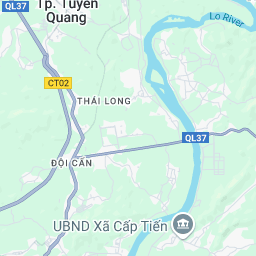 QL37
Tp. Tuyên
Quang
Lo River
CT02
THÁI LONG
QL37
ĐỘI CẤN
UBND Xã Cấp Tiến